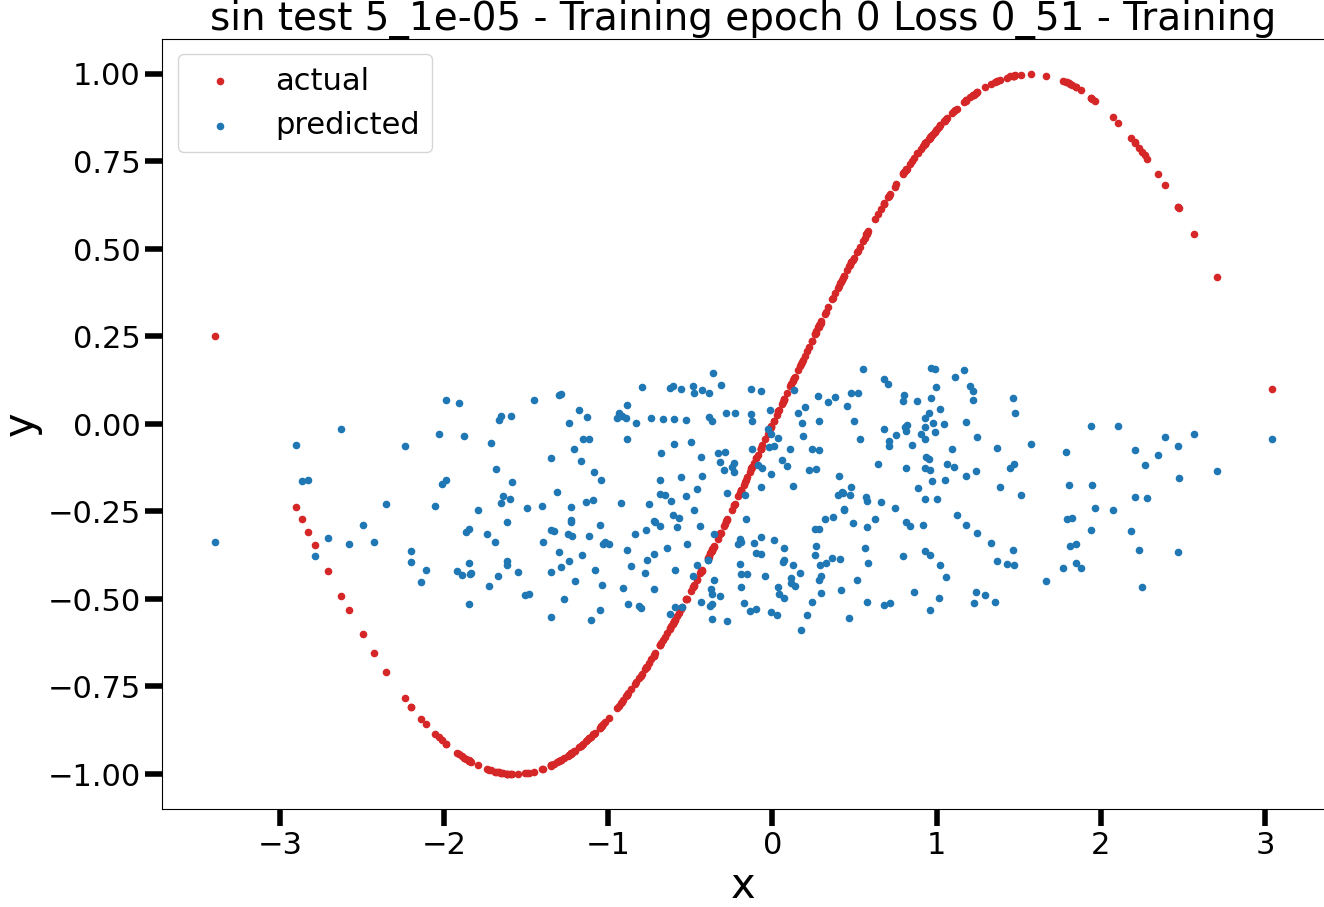 sin test 5_1e-05 - Training epoch 0 Loss 0_51 - Training
actual
predicted
1.00
0.75
0.50
0.25
0.00
−0.25
−0.50
−0.75
−1.00
y
−3 −2 −1 0 1 2 3
x